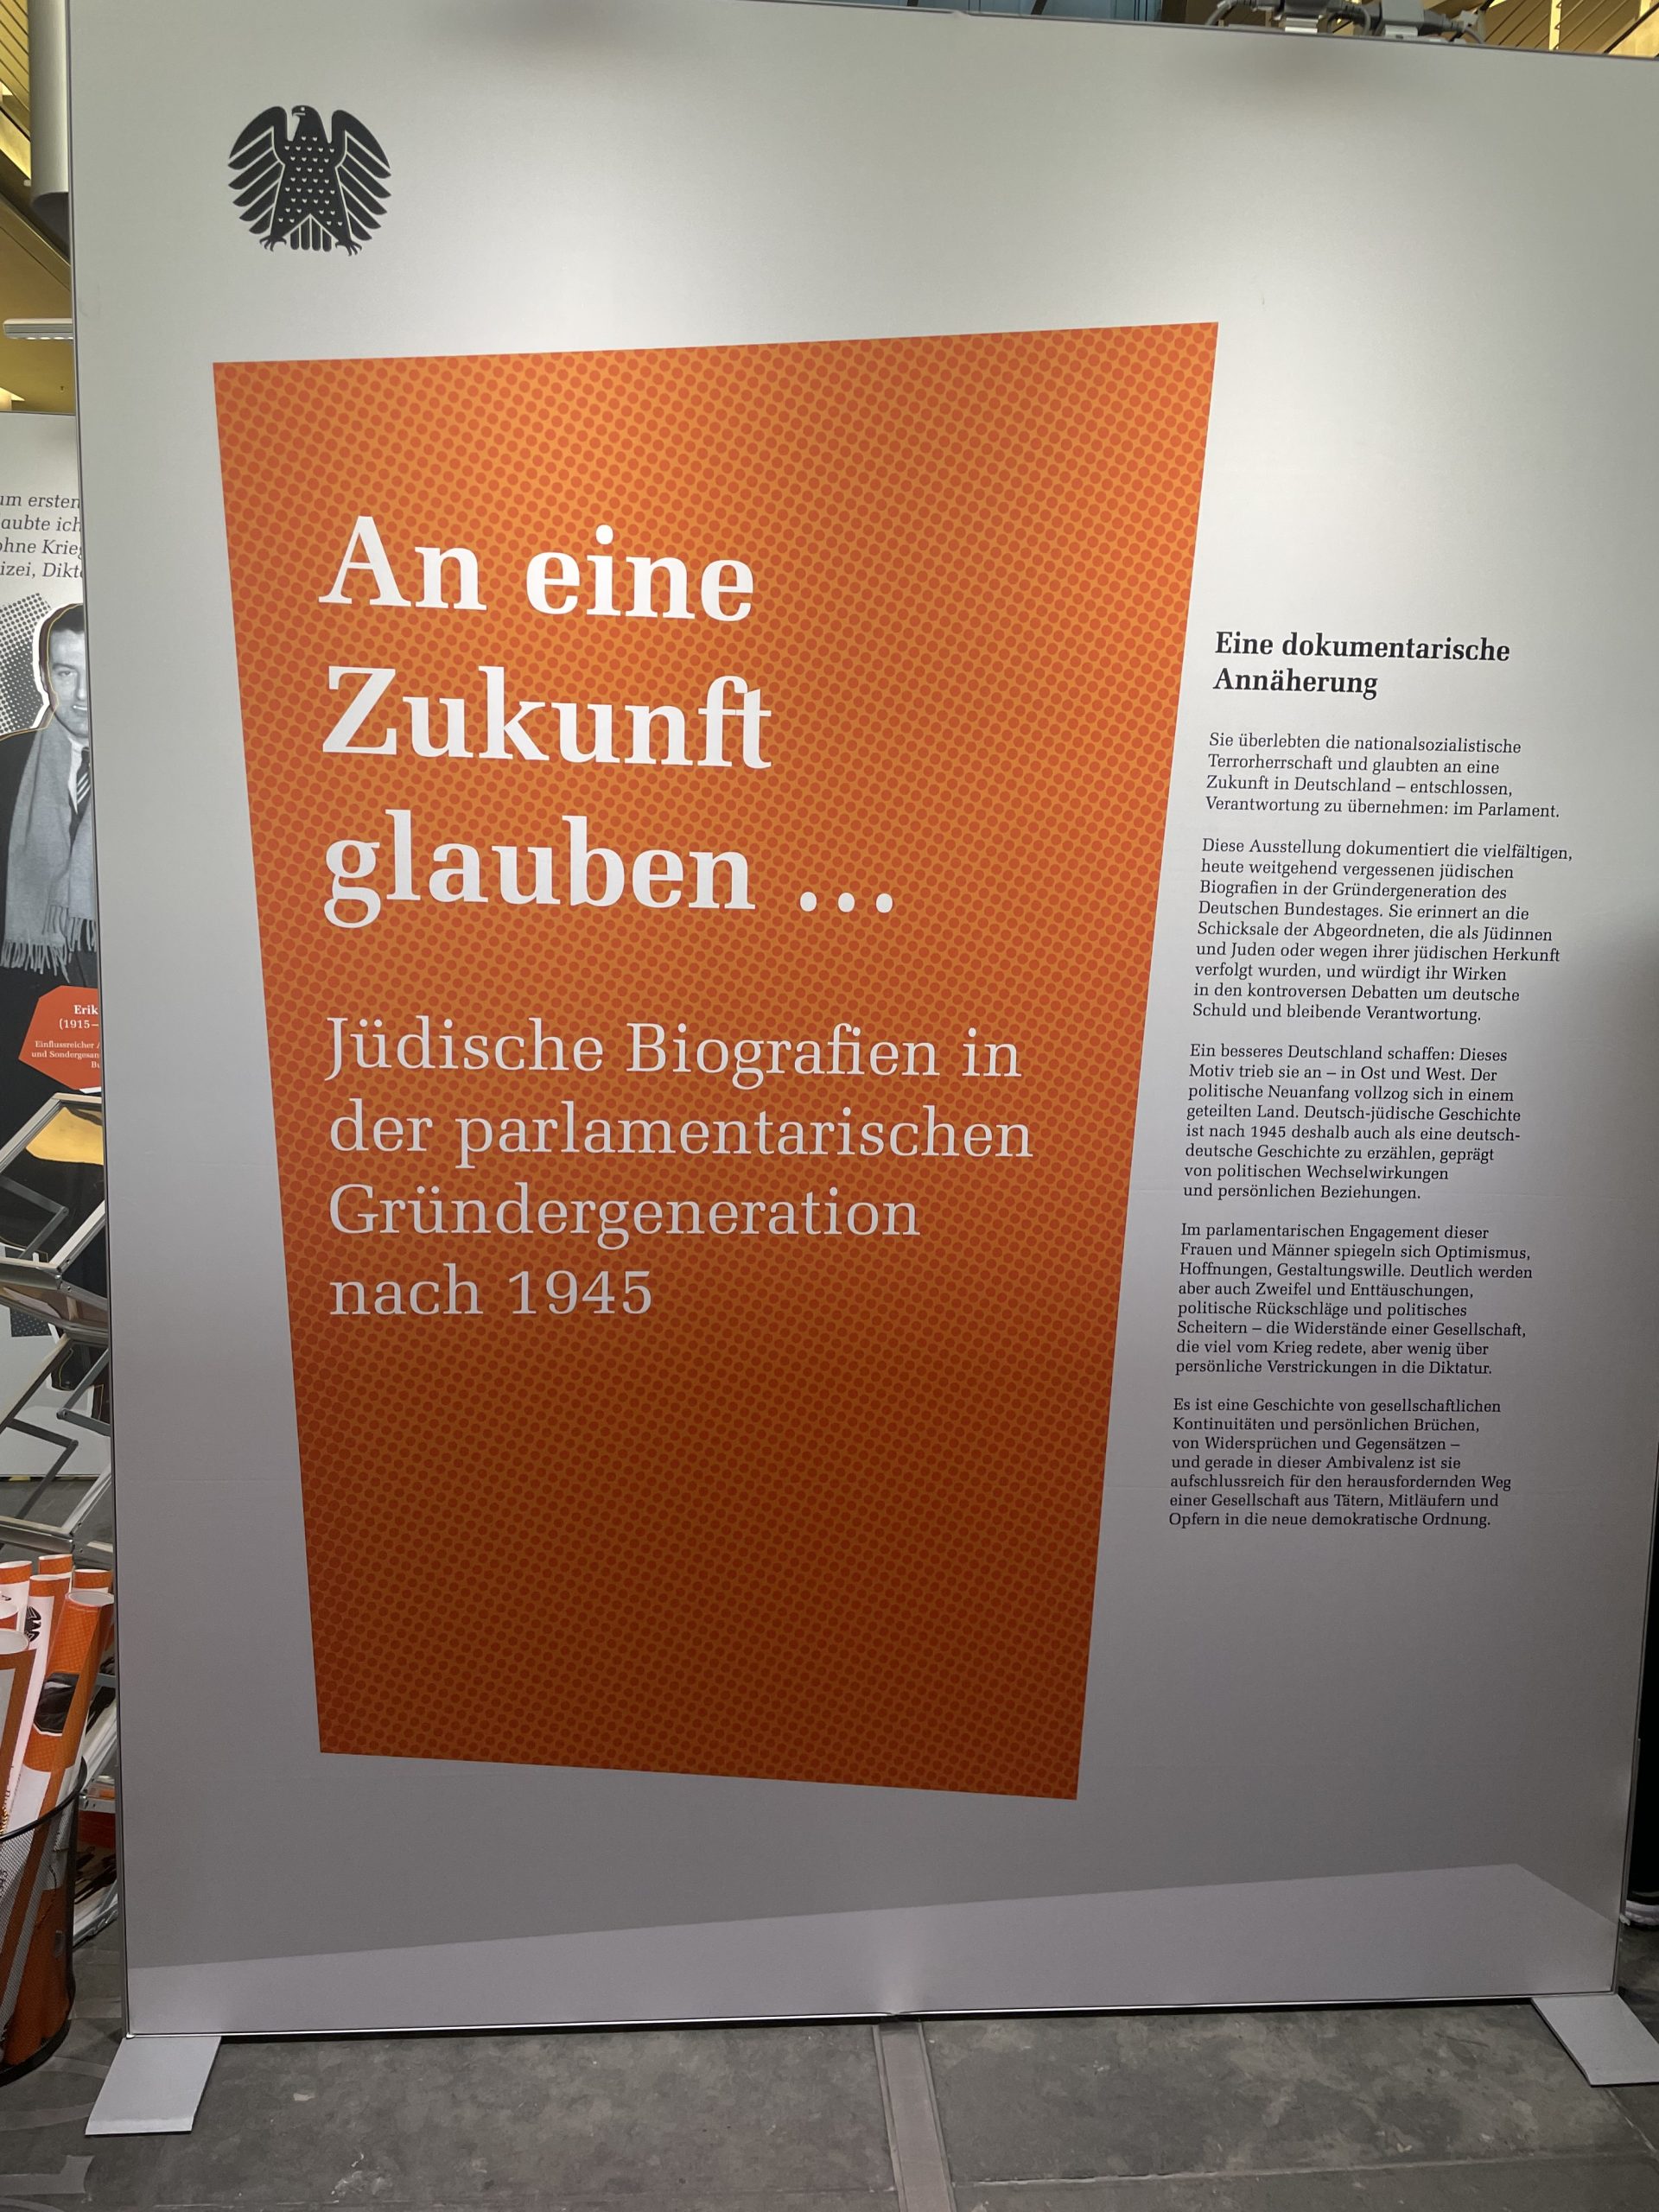 An eine
Zukunft
glauben ...
Jüdische Biografien in
der parlamentarischen
Gründergeneration
nach 1945
Eine dokumentarische
Annäherung
Sie überlebten die nationalsozialistische
Terrorherrschaft und glaubten an eine
Zukunft in Deutschland – entschlossen,
Verantwortung zu übernehmen: im Parlament.
Diese Ausstellung dokumentiert die vielfältigen,
heute weitgehend vergessenen jüdischen
Biografien in der Gründergeneration des
Deutschen Bundestages. Sie erinnert an die
Schicksale der Abgeordneten, die als Jüdinnen
und Juden oder wegen ihrer jüdischen Herkunft
verfolgt wurden, und würdigt ihr Wirken
in den kontroversen Debatten um deutsche
Schuld und bleibende Verantwortung.
Ein besseres Deutschland schaffen: Dieses
Motiv trieb sie an – in Ost und West. Der
politische Neuanfang vollzog sich in einem
geteilten Land. Deutsch-jüdische Geschichte
ist nach 1945 deshalb auch als eine deutsch-
deutsche Geschichte zu erzählen, geprägt
von politischen Wechselwirkungen
und persönlichen Beziehungen.
Im parlamentarischen Engagement dieser
Frauen und Männer spiegeln sich Optimismus,
Hoffnungen, Gestaltungswille. Deutlich werden
aber auch Zweifel und Enttäuschungen,
politische Rückschläge und politisches
Scheitern – die Widerstände einer Gesellschaft,
die viel vom Krieg redete, aber wenig über
persönliche Verstrickungen in die Diktatur.
Es ist eine Geschichte von gesellschaftlichen
Kontinuitäten und persönlichen Brüchen,
von Widersprüchen und Gegensätzen –
und gerade in dieser Ambivalenz ist sie
aufschlussreich für den herausfordernden Weg
einer Gesellschaft aus Tätern, Mitläufern und
Opfern in die neue demokratische Ordnung.
ersten
ich
Erik
(1915–
Einflussreicher
und